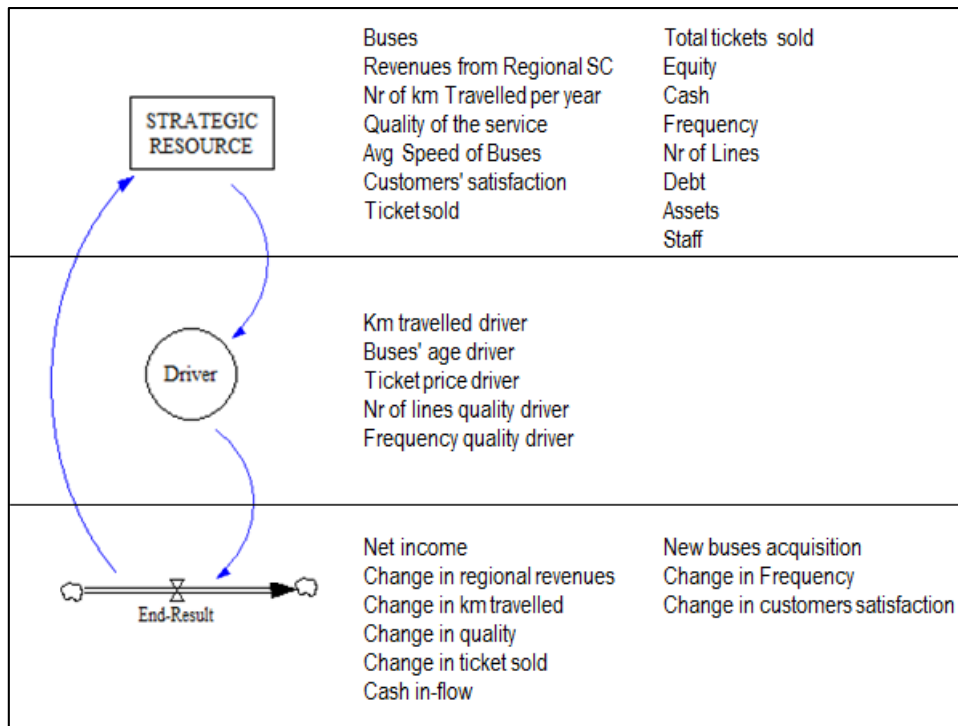 STRATEGIC
RESOURCE
Buses
Revenues from Regional SC
Nr of km Travelled per year
Quality of the service
Avg Speed of Buses
Customers' satisfaction
Ticket sold
Total tickets sold
Equity
Cash
Frequency
Nr of Lines
Debt
Assets
Staff
Driver
Km travelled driver
Buses' age driver
Ticket price driver
Nr of lines quality driver
Frequency quality driver
End-Result
Net income
Change in regional revenues
Change in km travelled
Change in quality
Change in ticket sold
Cash in-flow
New buses acquisition
Change in Frequency
Change in customers satisfaction